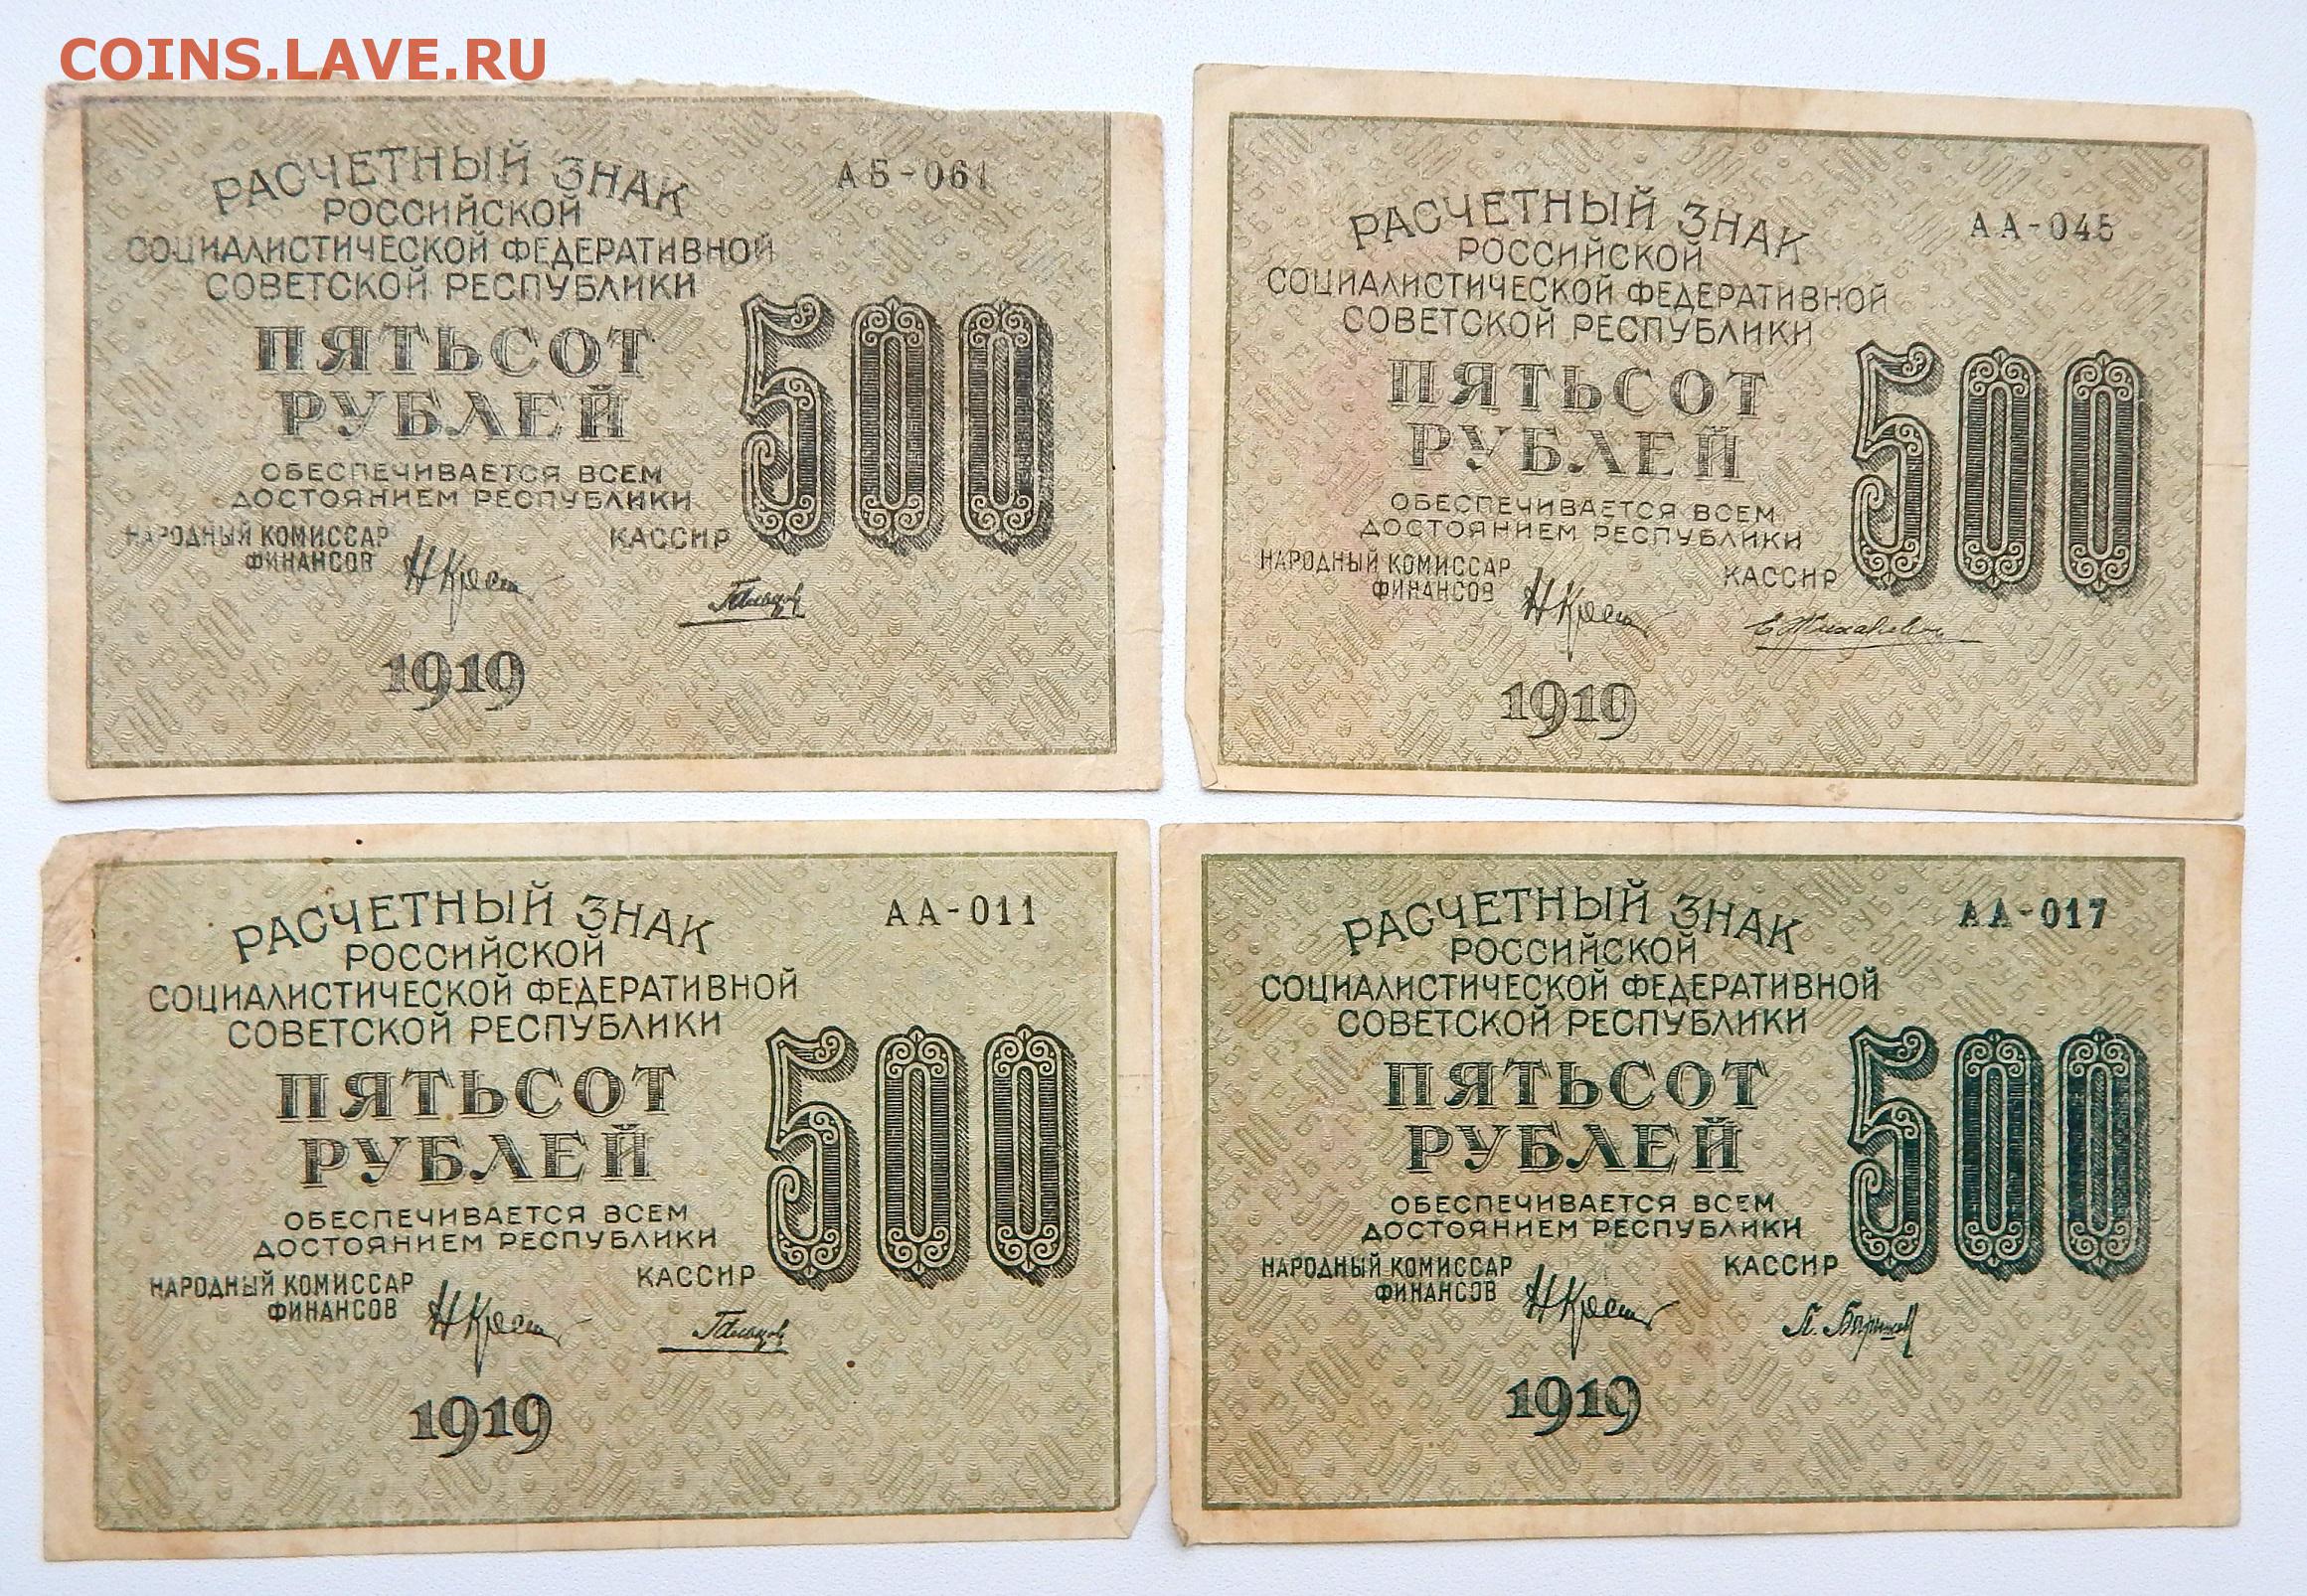 COINS.LAVE.RU
РАСЧЕТНЫЙ ЗНАК
АБ-061
РОССИЙСКОЙ
СОЦИАЛИСТИЧЕСКОЙ ФЕДЕРАТИВНОЙ
СОВЕТСКОЙ РЕСПУБЛИКИ
ПЯТЬСОТ
РУБЛЕЙ
500
ОБЕСПЕЧИВАЕТСЯ ВСЕМ
ДОСТОЯНИЕМ РЕСПУБЛИКИ
НАРОДНЫЙ КОМИССАР
ФИНАНСОВ
КАССИР
1919
РАСЧЕТНЫЙ ЗНАК
АА-045
РОССИЙСКОЙ
СОЦИАЛИСТИЧЕСКОЙ ФЕДЕРАТИВНОЙ
СОВЕТСКОЙ РЕСПУБЛИКИ
ПЯТЬСОТ
РУБЛЕЙ
500
ОБЕСПЕЧИВАЕТСЯ ВСЕМ
ДОСТОЯНИЕМ РЕСПУБЛИКИ
НАРОДНЫЙ КОМИССАР
ФИНАНСОВ
КАССИР
1919
РАСЧЕТНЫЙ ЗНАК
АА-011
РОССИЙСКОЙ
СОЦИАЛИСТИЧЕСКОЙ ФЕДЕРАТИВНОЙ
СОВЕТСКОЙ РЕСПУБЛИКИ
ПЯТЬСОТ
РУБЛЕЙ
500
ОБЕСПЕЧИВАЕТСЯ ВСЕМ
ДОСТОЯНИЕМ РЕСПУБЛИКИ
НАРОДНЫЙ КОМИССАР
ФИНАНСОВ
КАССИР
1919
РАСЧЕТНЫЙ ЗНАК
АА-017
РОССИЙСКОЙ
СОЦИАЛИСТИЧЕСКОЙ ФЕДЕРАТИВНОЙ
СОВЕТСКОЙ РЕСПУБЛИКИ
ПЯТЬСОТ
РУБЛЕЙ
500
ОБЕСПЕЧИВАЕТСЯ ВСЕМ
ДОСТОЯНИЕМ РЕСПУБЛИКИ
НАРОДНЫЙ КОМИССАР
ФИНАНСОВ
КАССИР
1919